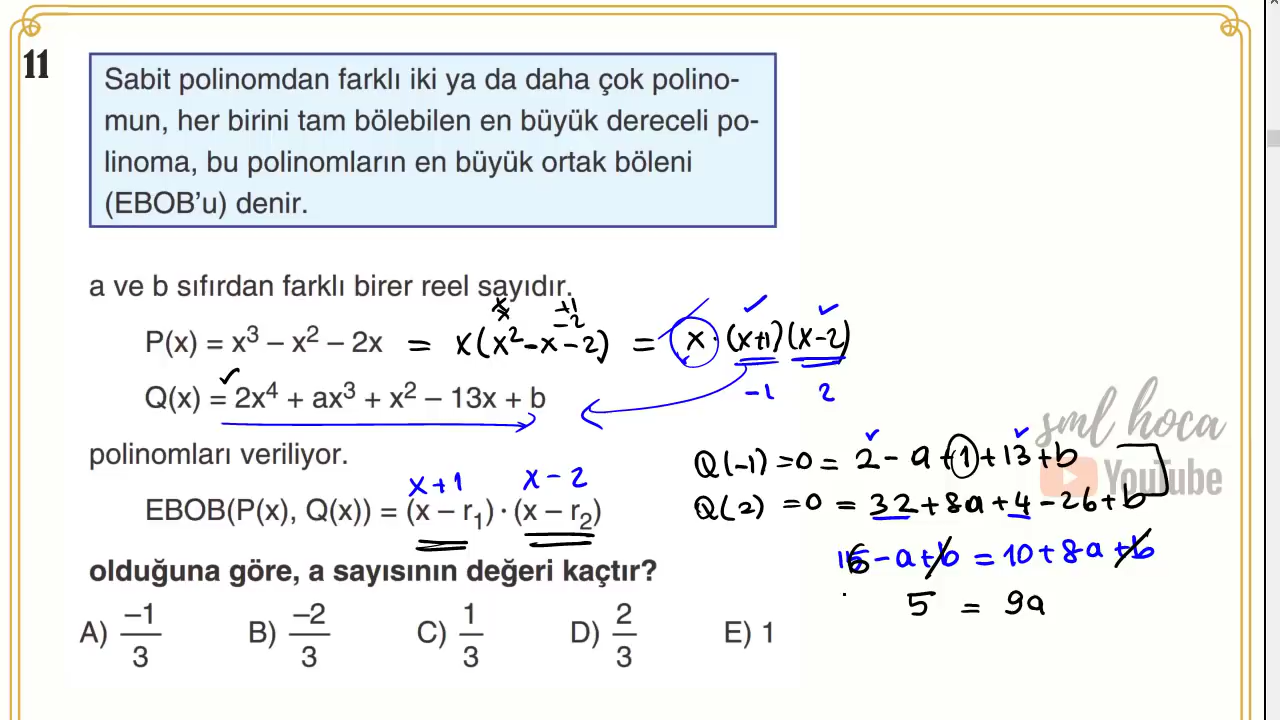 11
Sabit polinomdan farklı iki ya da daha çok polino-
mun, her birini tam bölebilen en büyük dereceli po-
linoma, bu polinomların en büyük ortak böleni
(EBOB'u) denir.
a ve b sıfırdan farklı birer reel sayıdır.
x +1
x -2
P(x) = x³ – x² – 2x = x(x²-x-2) = x·(x+1)(x-2)
-1 2
Q(x) = 2x⁴ + ax³ + x² – 13x + b
polinomları veriliyor.
x+1 x-2
EBOB(P(x), Q(x)) = (x – r₁) · (x – r₂)
olduğuna göre, a sayısının değeri kaçtır?
A) –1/3 B) –2/3 C) 1/3 D) 2/3 E) 1
Q(-1)=0= 2-a+1+13+b
Q(2)=0= 32+8a+4-26+b
-a+b = 10+8a+b
5 = 9a
sml hoca
YouTube